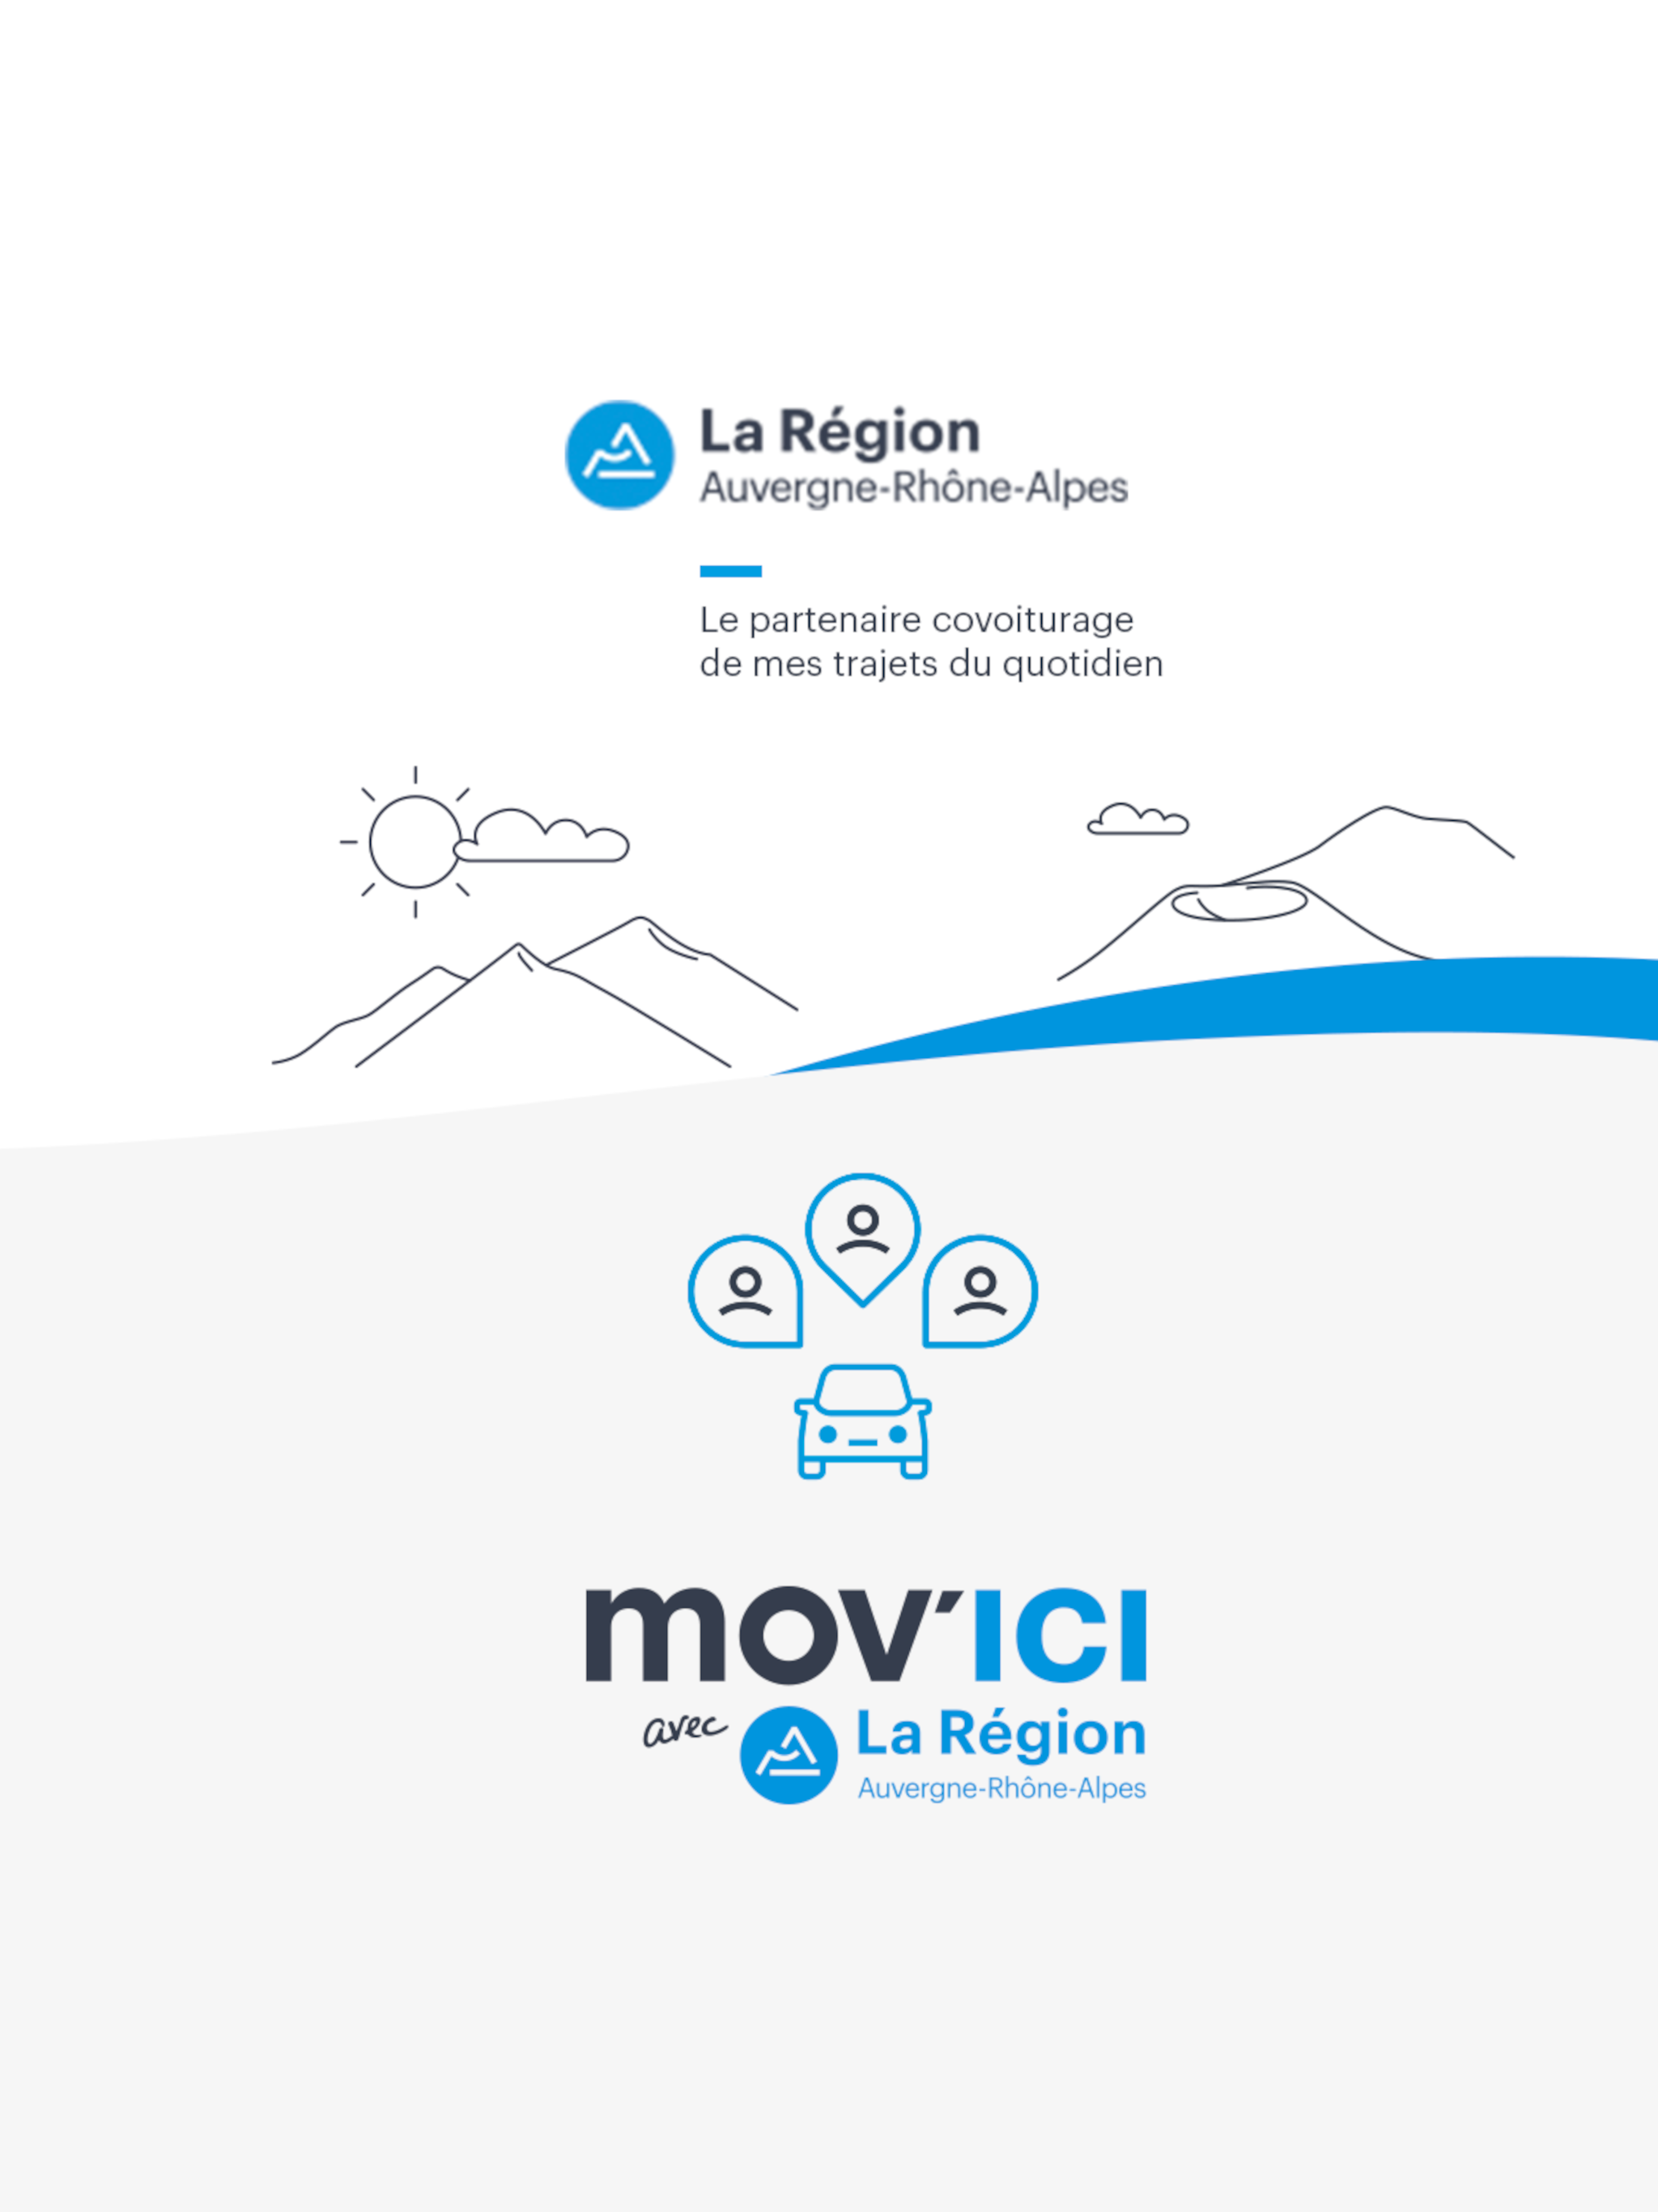 La Région
Auvergne-Rhône-Alpes
Le partenaire covoiturage
de mes trajets du quotidien
mov'ICI
avec La Région
Auvergne-Rhône-Alpes